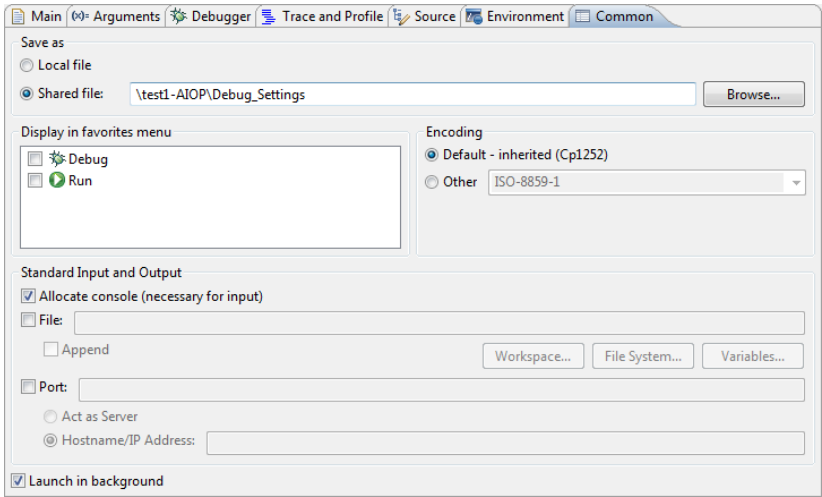 Main (x)= Arguments Debugger Trace and Profile Source Environment Common
Save as
Local file
Shared file: \test1-AIOP\Debug_Settings Browse...
Display in favorites menu
Debug
Run
Encoding
Default - inherited (Cp1252)
Other ISO-8859-1
Standard Input and Output
Allocate console (necessary for input)
File:
Append Workspace... File System... Variables...
Port:
Act as Server
Hostname/IP Address:
Launch in background